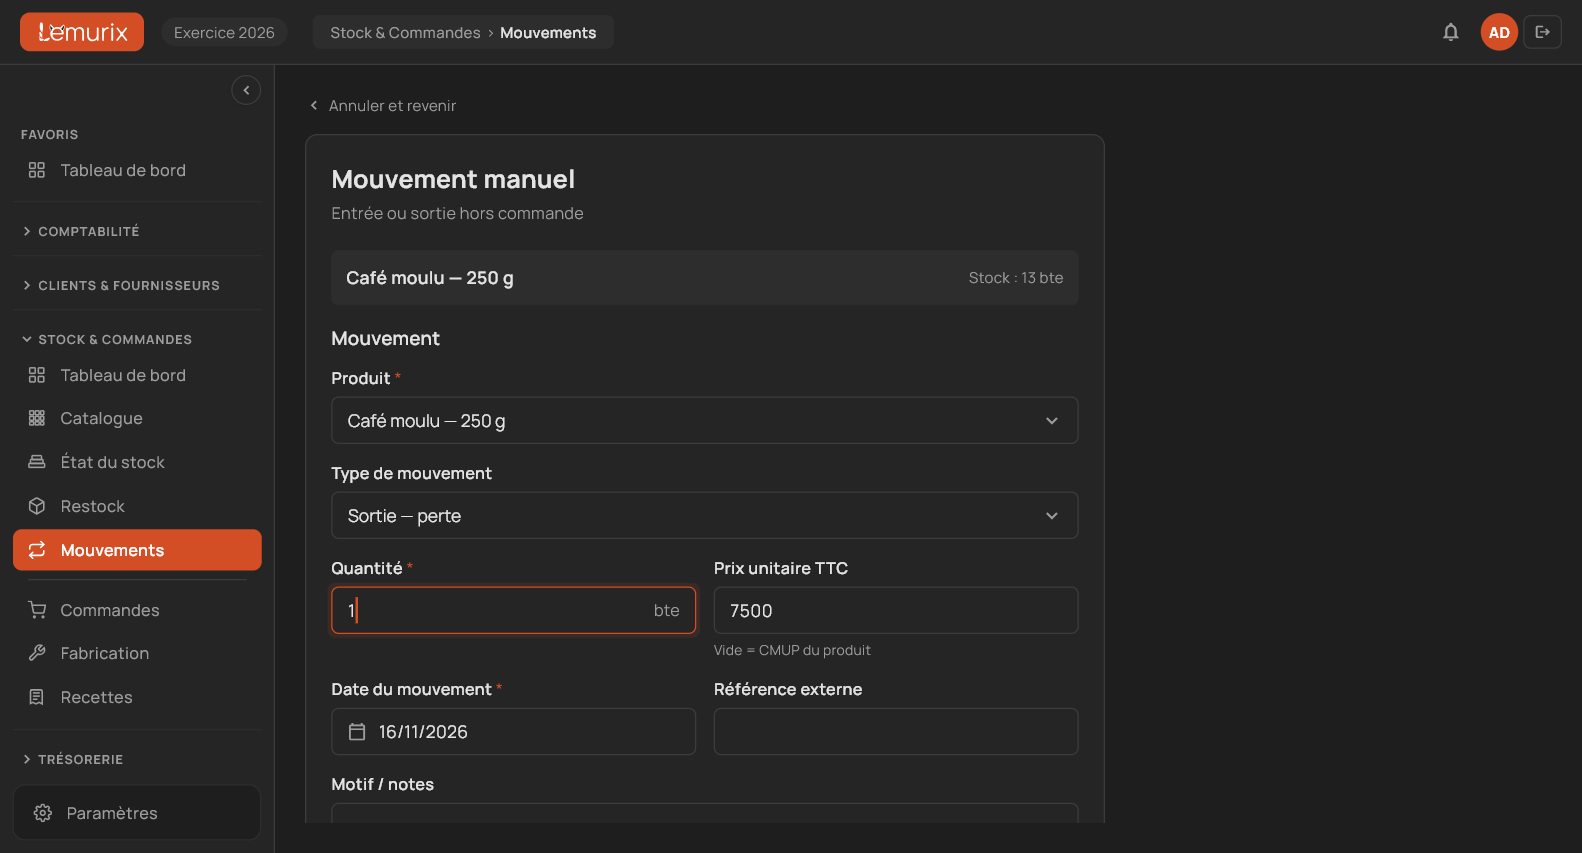 Lemurix
Exercice 2026
Stock & Commandes › Mouvements
AD
FAVORIS
Tableau de bord
COMPTABILITÉ
CLIENTS & FOURNISSEURS
STOCK & COMMANDES
Tableau de bord
Catalogue
État du stock
Restock
Mouvements
Commandes
Fabrication
Recettes
TRÉSORERIE
Paramètres
Annuler et revenir
Mouvement manuel
Entrée ou sortie hors commande
Café moulu — 250 g
Stock : 13 bte
Mouvement
Produit *
Café moulu — 250 g
Type de mouvement
Sortie — perte
Quantité *
1 bte
Prix unitaire TTC
7500
Vide = CMUP du produit
Date du mouvement *
16/11/2026
Référence externe
Motif / notes